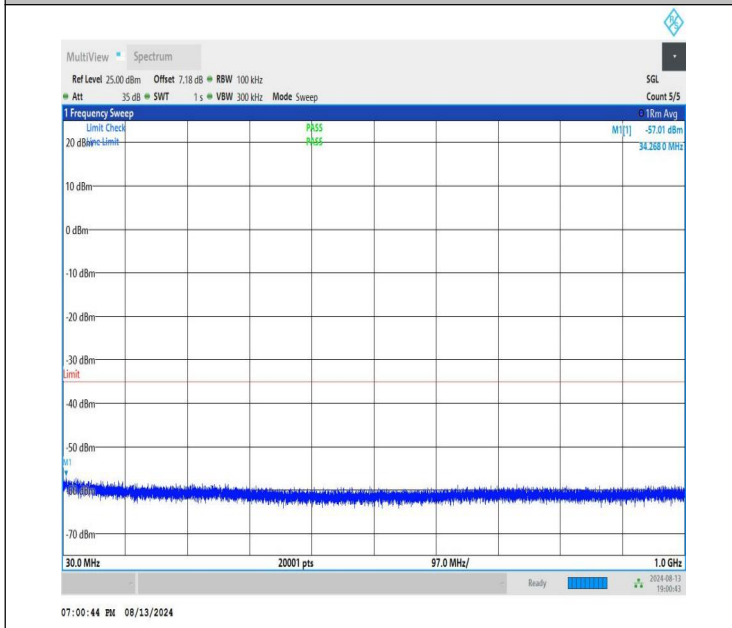 MultiView Spectrum
Ref Level 25.00 dBm Offset 7.18 dB RBW 100 kHz SGL
Att 35 dB SWT 1 s VBW 300 kHz Mode Sweep Count 5/5
1 Frequency Sweep 1Rm Avg
Limit Check PASS M1[1] -57.01 dBm
20 dBm Line Limit PASS 34.268 0 MHz
10 dBm
0 dBm
-10 dBm
-20 dBm
-30 dBm
Limit
-40 dBm
-50 dBm
M1
-60 dBm
-70 dBm
30.0 MHz 20001 pts 97.0 MHz/ 1.0 GHz
Ready 2024-08-13
19:00:43
07:00:44 PM 08/13/2024